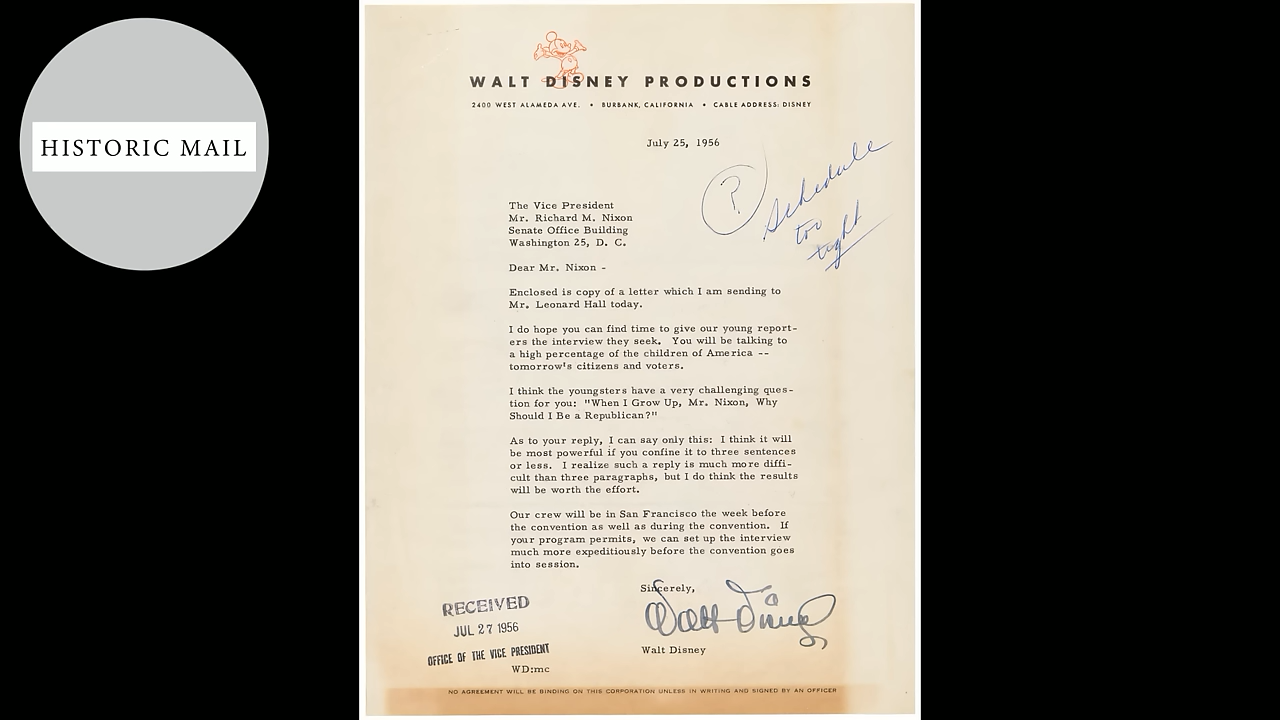 HISTORIC MAIL
WALT DISNEY PRODUCTIONS
2400 WEST ALAMEDA AVE. • BURBANK, CALIFORNIA • CABLE ADDRESS: DISNEY
July 25, 1956
?
Schedule
too
tight
The Vice President
Mr. Richard M. Nixon
Senate Office Building
Washington 25, D. C.
Dear Mr. Nixon -
Enclosed is copy of a letter which I am sending to
Mr. Leonard Hall today.
I do hope you can find time to give our young report-
ers the interview they seek. You will be talking to
a high percentage of the children of America --
tomorrow's citizens and voters.
I think the youngsters have a very challenging ques-
tion for you: "When I Grow Up, Mr. Nixon, Why
Should I Be a Republican?"
As to your reply, I can say only this: I think it will
be most powerful if you confine it to three sentences
or less. I realize such a reply is much more diffi-
cult than three paragraphs, but I do think the results
will be worth the effort.
Our crew will be in San Francisco the week before
the convention as well as during the convention. If
your program permits, we can set up the interview
much more expeditiously before the convention goes
into session.
Sincerely,
Walt Disney
Walt Disney
RECEIVED
JUL 27 1956
OFFICE OF THE VICE PRESIDENT
WD:mc
NO AGREEMENT WILL BE BINDING ON THIS CORPORATION UNLESS IN WRITING AND SIGNED BY AN OFFICER